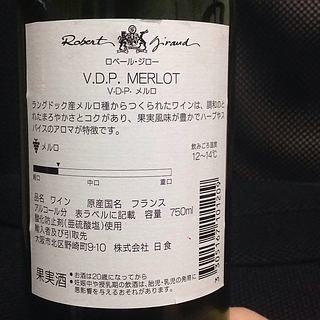 Robert Giraud
ロベール・ジロー
V.D.P. MERLOT
V·D·P· メルロ
ラングドック産メルロ種からつくられたワインは、調和のと
れたまろやかさとコクがあり、果実風味が豊かでハーブやス
パイスのアロマが特徴です。
メルロ
飲みごろ温度
12~14℃
軽口 中口 重口
品名 ワイン 原産国名 フランス
アルコール分 表ラベルに記載 容量 750ml
酸化防止剤(亜硫酸塩)使用
輸入者及び引取先
大阪市北区野崎町9-10 株式会社 日食
果実酒
●お酒は20歳になってから
●妊娠中や授乳期の飲酒は、胎児・乳児の発育に
悪影響を与えるおそれがあります。